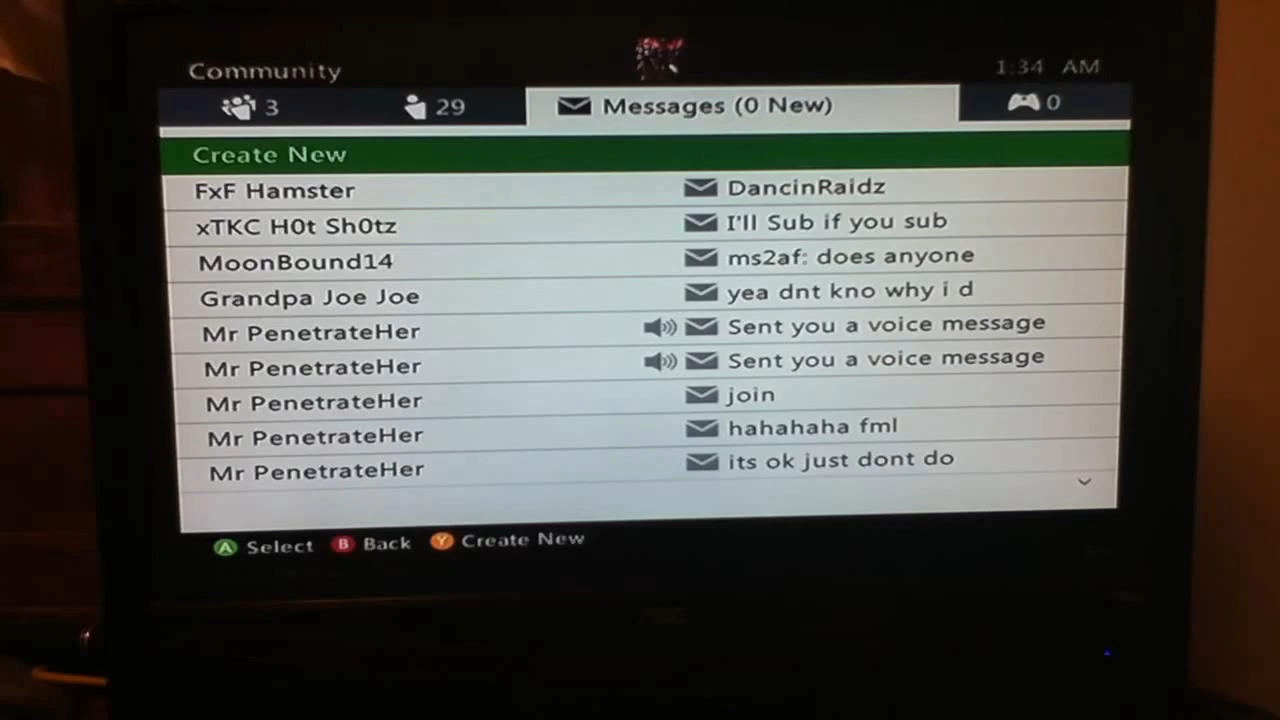 Community
1:34 AM
3
29
Messages (0 New)
0
Create New
FxF Hamster DancinRaidz
xTKC H0t Sh0tz I'll Sub if you sub
MoonBound14 ms2af: does anyone
Grandpa Joe Joe yea dnt kno why i d
Mr PenetrateHer Sent you a voice message
Mr PenetrateHer Sent you a voice message
Mr PenetrateHer join
Mr PenetrateHer hahahaha fml
Mr PenetrateHer its ok just dont do
A Select B Back Y Create New